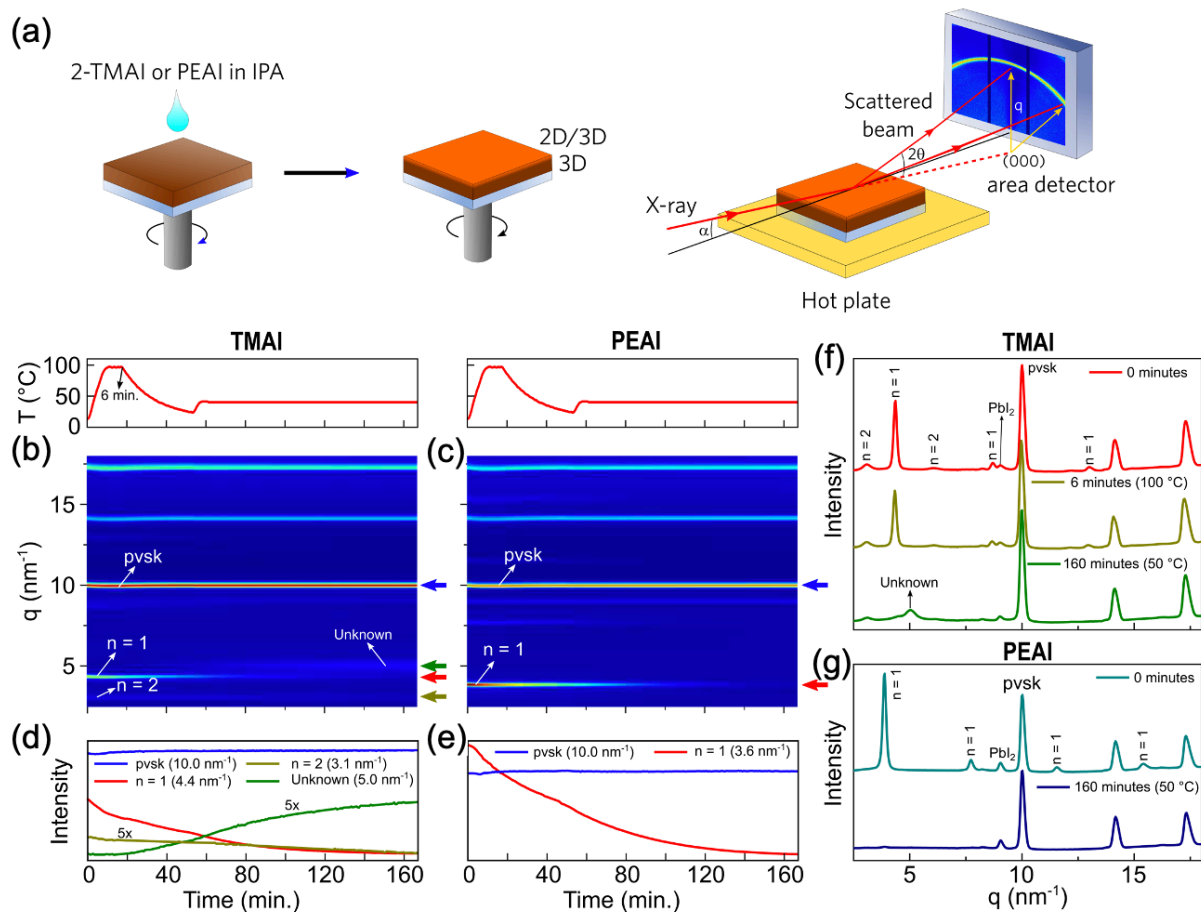 (a)
2-TMAI or PEAI in IPA
2D/3D
3D
Scattered
beam
2θ
q
(000)
area detector
X-ray
α
Hot plate
TMAI
T (°C)
100
50
0
6 min.
PEAI
(b)
q (nm⁻¹)
15
10
5
pvsk
n = 1
n = 2
Unknown
(c)
pvsk
n = 1
(d)
Intensity
pvsk (10.0 nm⁻¹)
n = 2 (3.1 nm⁻¹)
n = 1 (4.4 nm⁻¹)
Unknown (5.0 nm⁻¹)
5x
5x
0 40 80 120 160
Time (min.)
(e)
pvsk (10.0 nm⁻¹)
n = 1 (3.6 nm⁻¹)
0 40 80 120 160
Time (min.)
(f)
TMAI
Intensity
n = 2
n = 1
n = 2
n = 1
PbI₂
pvsk
n = 1
0 minutes
6 minutes (100 °C)
160 minutes (50 °C)
Unknown
(g)
PEAI
Intensity
n = 1
n = 1
PbI₂
pvsk
n = 1
n = 1
0 minutes
160 minutes (50 °C)
5.0 7.5 10 15
q (nm⁻¹)